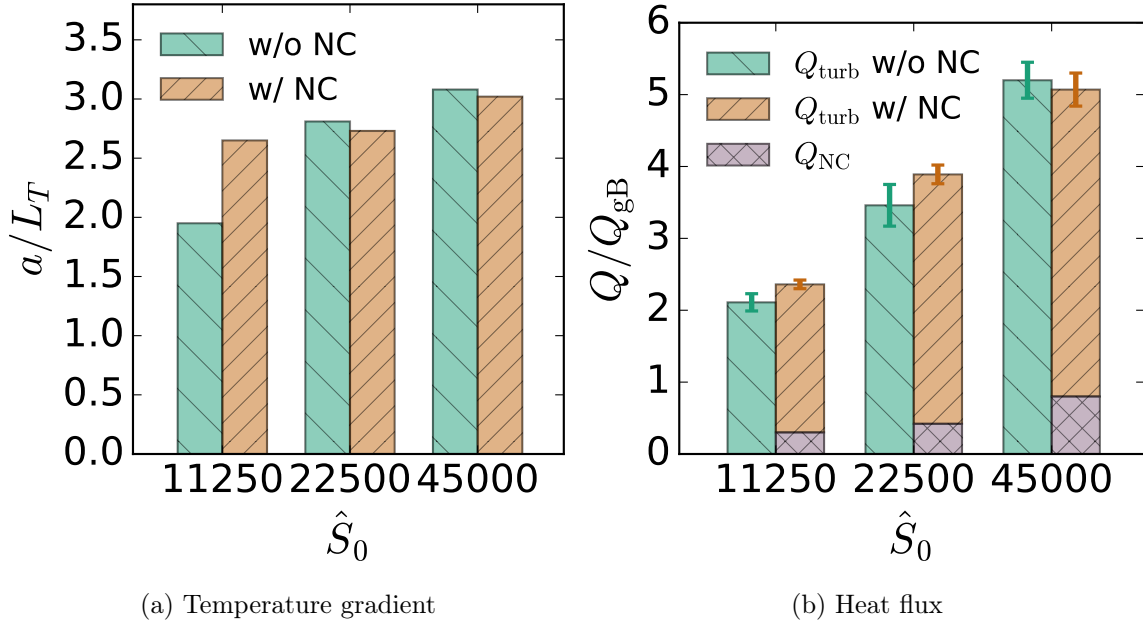 3.5
3.0
2.5
2.0
1.5
1.0
0.5
0.0
a/L_T
w/o NC
w/ NC
11250 22500 45000
Ŝ_0
(a) Temperature gradient
6
5
4
3
2
1
0
Q/Q_gB
Q_turb w/o NC
Q_turb w/ NC
Q_NC
11250 22500 45000
Ŝ_0
(b) Heat flux